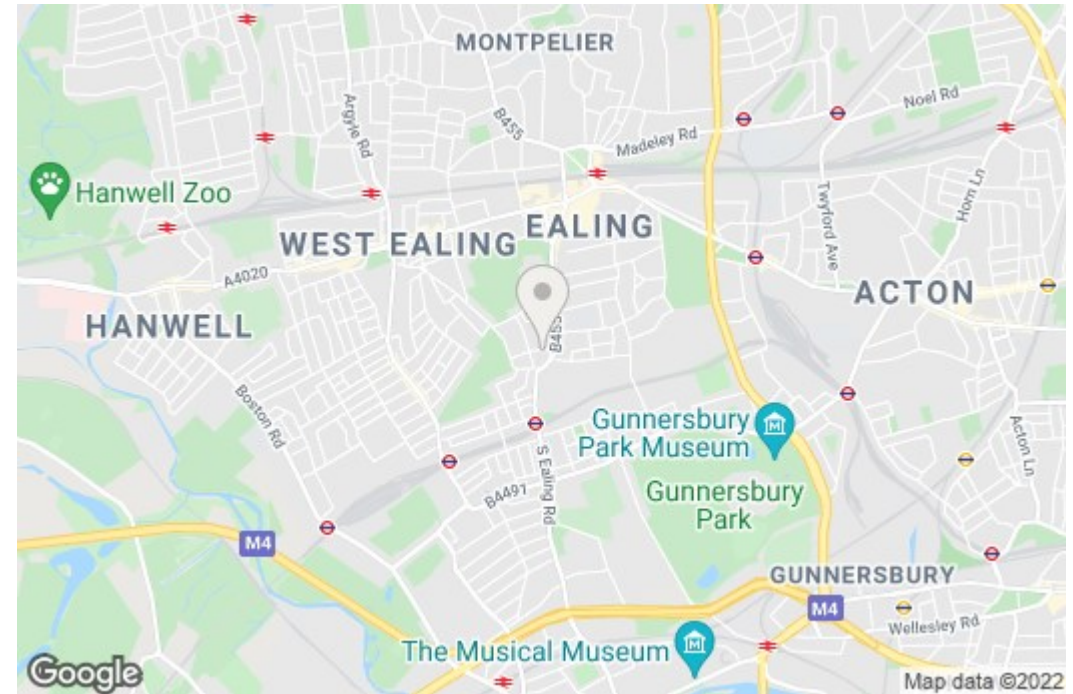 MONTPELIER
Noel Rd
Argyle Rd
B455
Madeley Rd
Hanwell Zoo
Twyford Ave
Horn Ln
WEST EALING
EALING
A4020
ACTON
HANWELL
B455
Boston Rd
Gunnersbury
Park Museum
Acton Ln
S Ealing Rd
B4491
Gunnersbury
Park
M4
GUNNERSBURY
M4
Wellesley Rd
The Musical Museum
Google
Map data ©2022